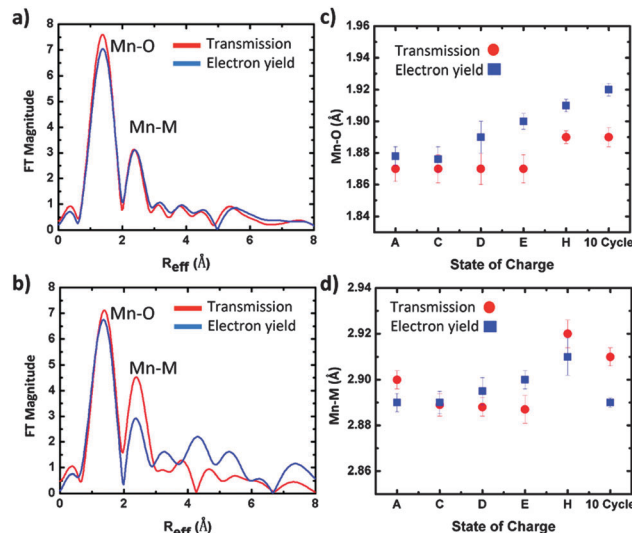 a)
FT Magnitude
8
7
6
5
4
3
2
1
0
Mn-O
Mn-M
Transmission
Electron yield
0 2 4 6 8
Reff (Å)
c)
Mn-O (Å)
1.96
1.94
1.92
1.90
1.88
1.86
1.84
Transmission
Electron yield
A C D E H 10 Cycle
State of Charge
b)
FT Magnitude
8
7
6
5
4
3
2
1
0
Mn-O
Mn-M
Transmission
Electron yield
0 2 4 6 8
Reff (Å)
d)
Mn-M (Å)
2.94
2.92
2.90
2.88
2.86
Transmission
Electron yield
A C D E H 10 Cycle
State of Charge